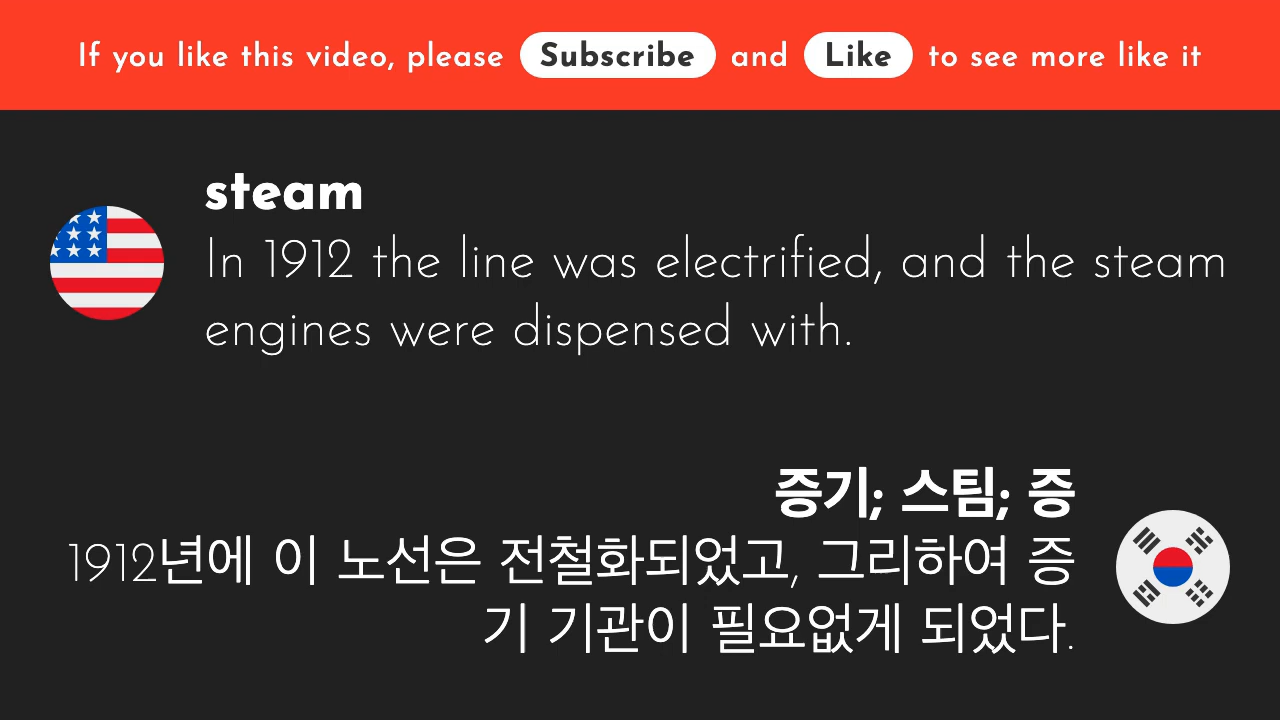 If you like this video, please Subscribe and Like to see more like it
steam
In 1912 the line was electrified, and the steam
engines were dispensed with.
증기; 스팀; 증
1912년에 이 노선은 전철화되었고, 그리하여 증
기 기관이 필요없게 되었다.